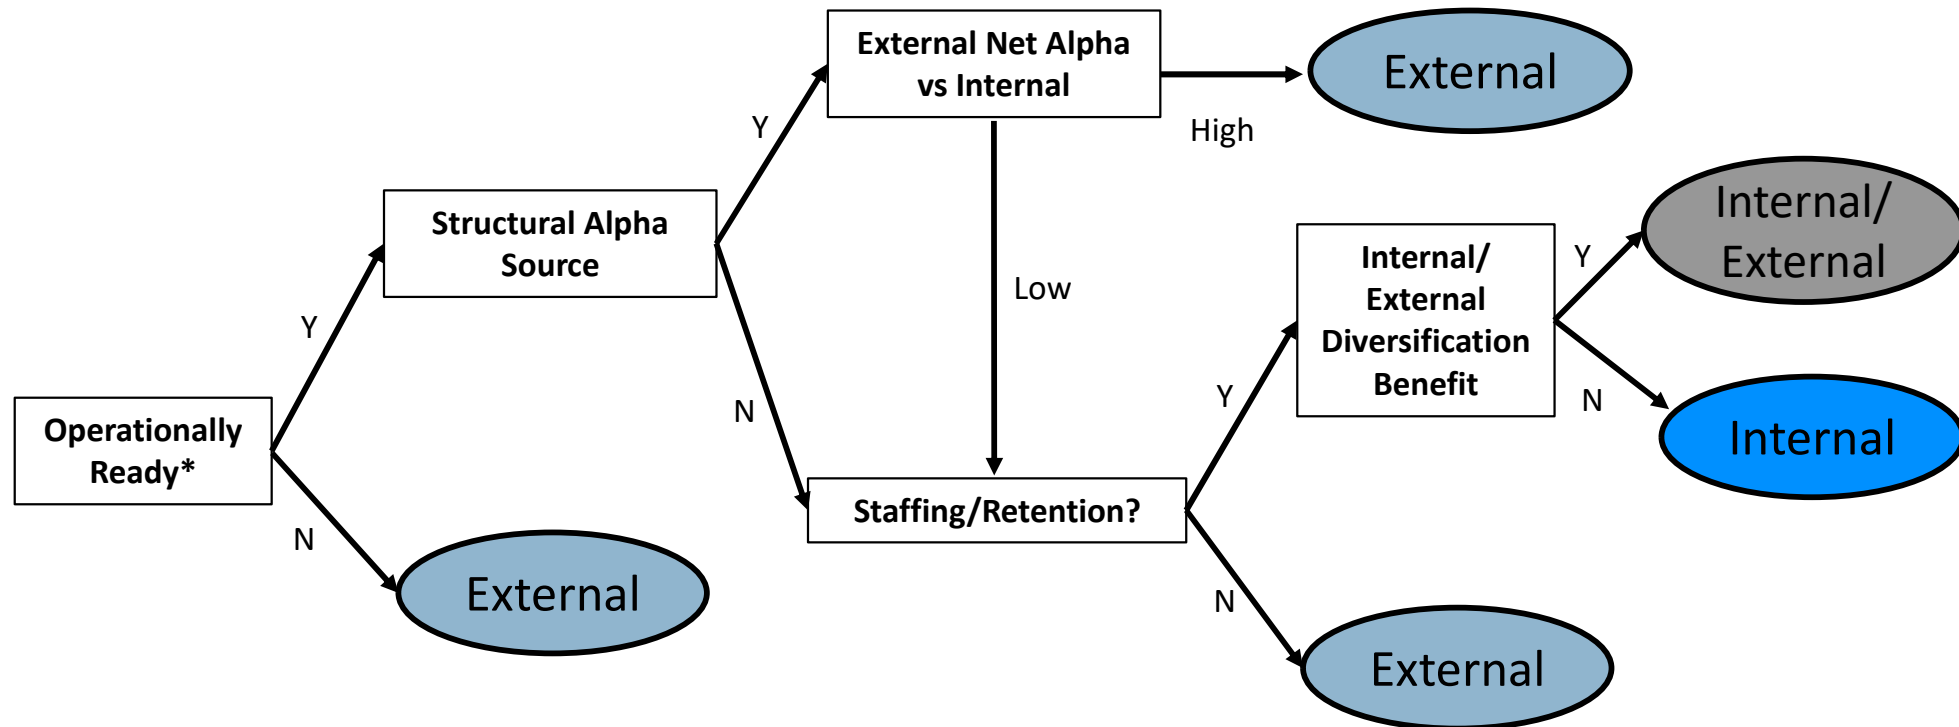 External Net Alpha
vs Internal
External
Y
High
Internal/
External
Structural Alpha
Source
Internal/
External
Diversification
Benefit
Y
Low
Y
Y
N
Internal
N
Operationally
Ready*
Staffing/Retention?
N
External
N
External